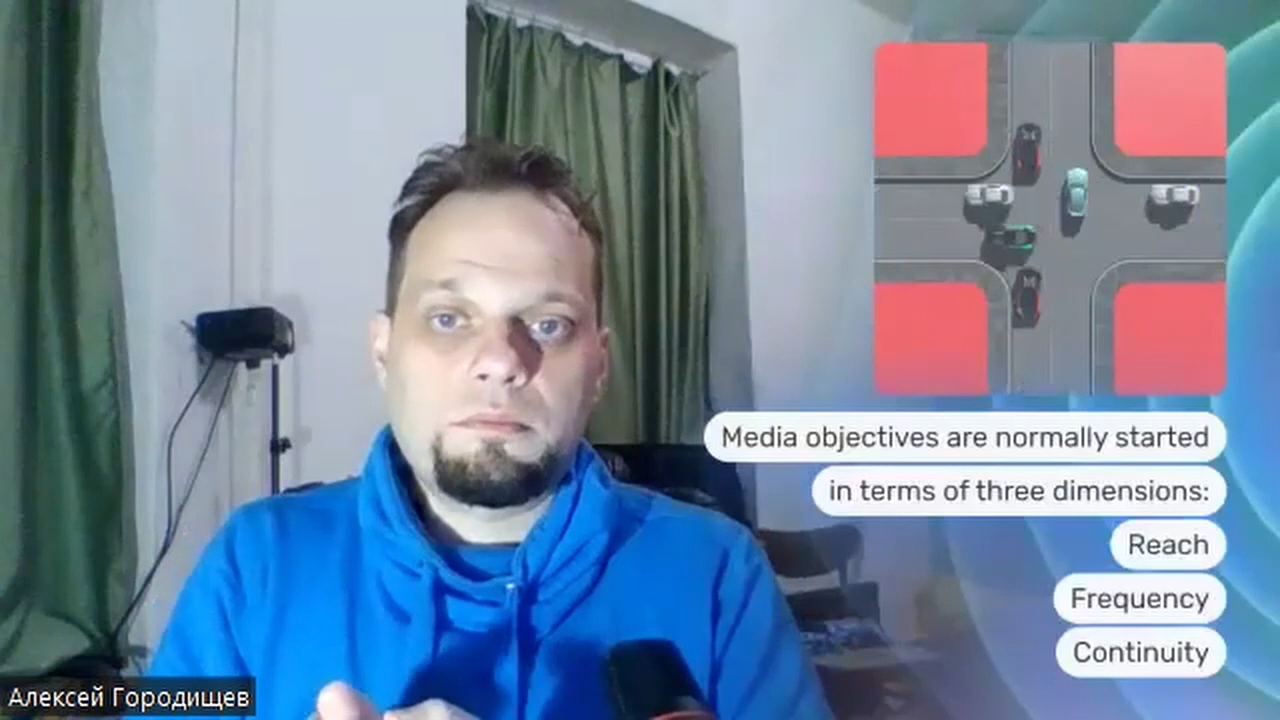 Media objectives are normally started
in terms of three dimensions:
Reach
Frequency
Continuity
Алексей Городищев